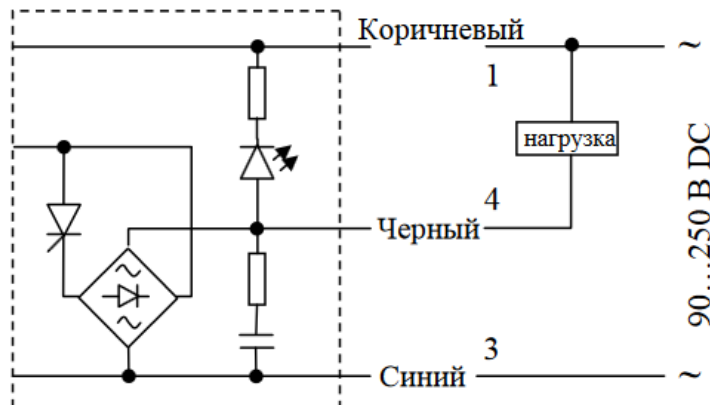 Коричневый
~
1
нагрузка
4
Черный
90...250 В DC
3
Синий
~
~
~